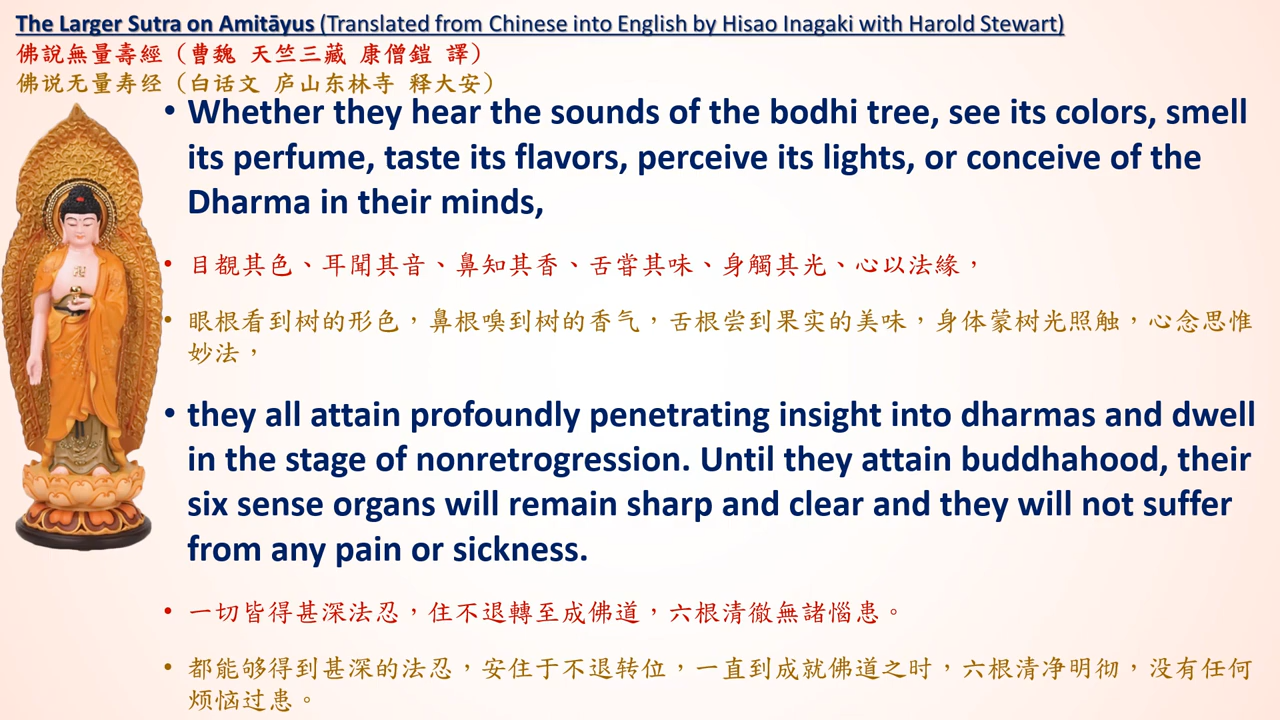 The Larger Sutra on Amitāyus (Translated from Chinese into English by Hisao Inagaki with Harold Stewart)
佛說無量壽經（曹魏 天竺三藏 康僧鎧 譯）
佛说无量寿经（白话文 庐山东林寺 释大安）
• Whether they hear the sounds of the bodhi tree, see its colors, smell
its perfume, taste its flavors, perceive its lights, or conceive of the
Dharma in their minds,
• 目覩其色、耳聞其音、鼻知其香、舌嘗其味、身觸其光、心以法緣，
• 眼根看到树的形色，鼻根嗅到树的香气，舌根尝到果实的美味，身体蒙树光照触，心念思惟
妙法，
• they all attain profoundly penetrating insight into dharmas and dwell
in the stage of nonretrogression. Until they attain buddhahood, their
six sense organs will remain sharp and clear and they will not suffer
from any pain or sickness.
• 一切皆得甚深法忍，住不退轉至成佛道，六根清徹無諸惱患。
• 都能够得到甚深的法忍，安住于不退转位，一直到成就佛道之时，六根清净明彻，没有任何
烦恼过患。